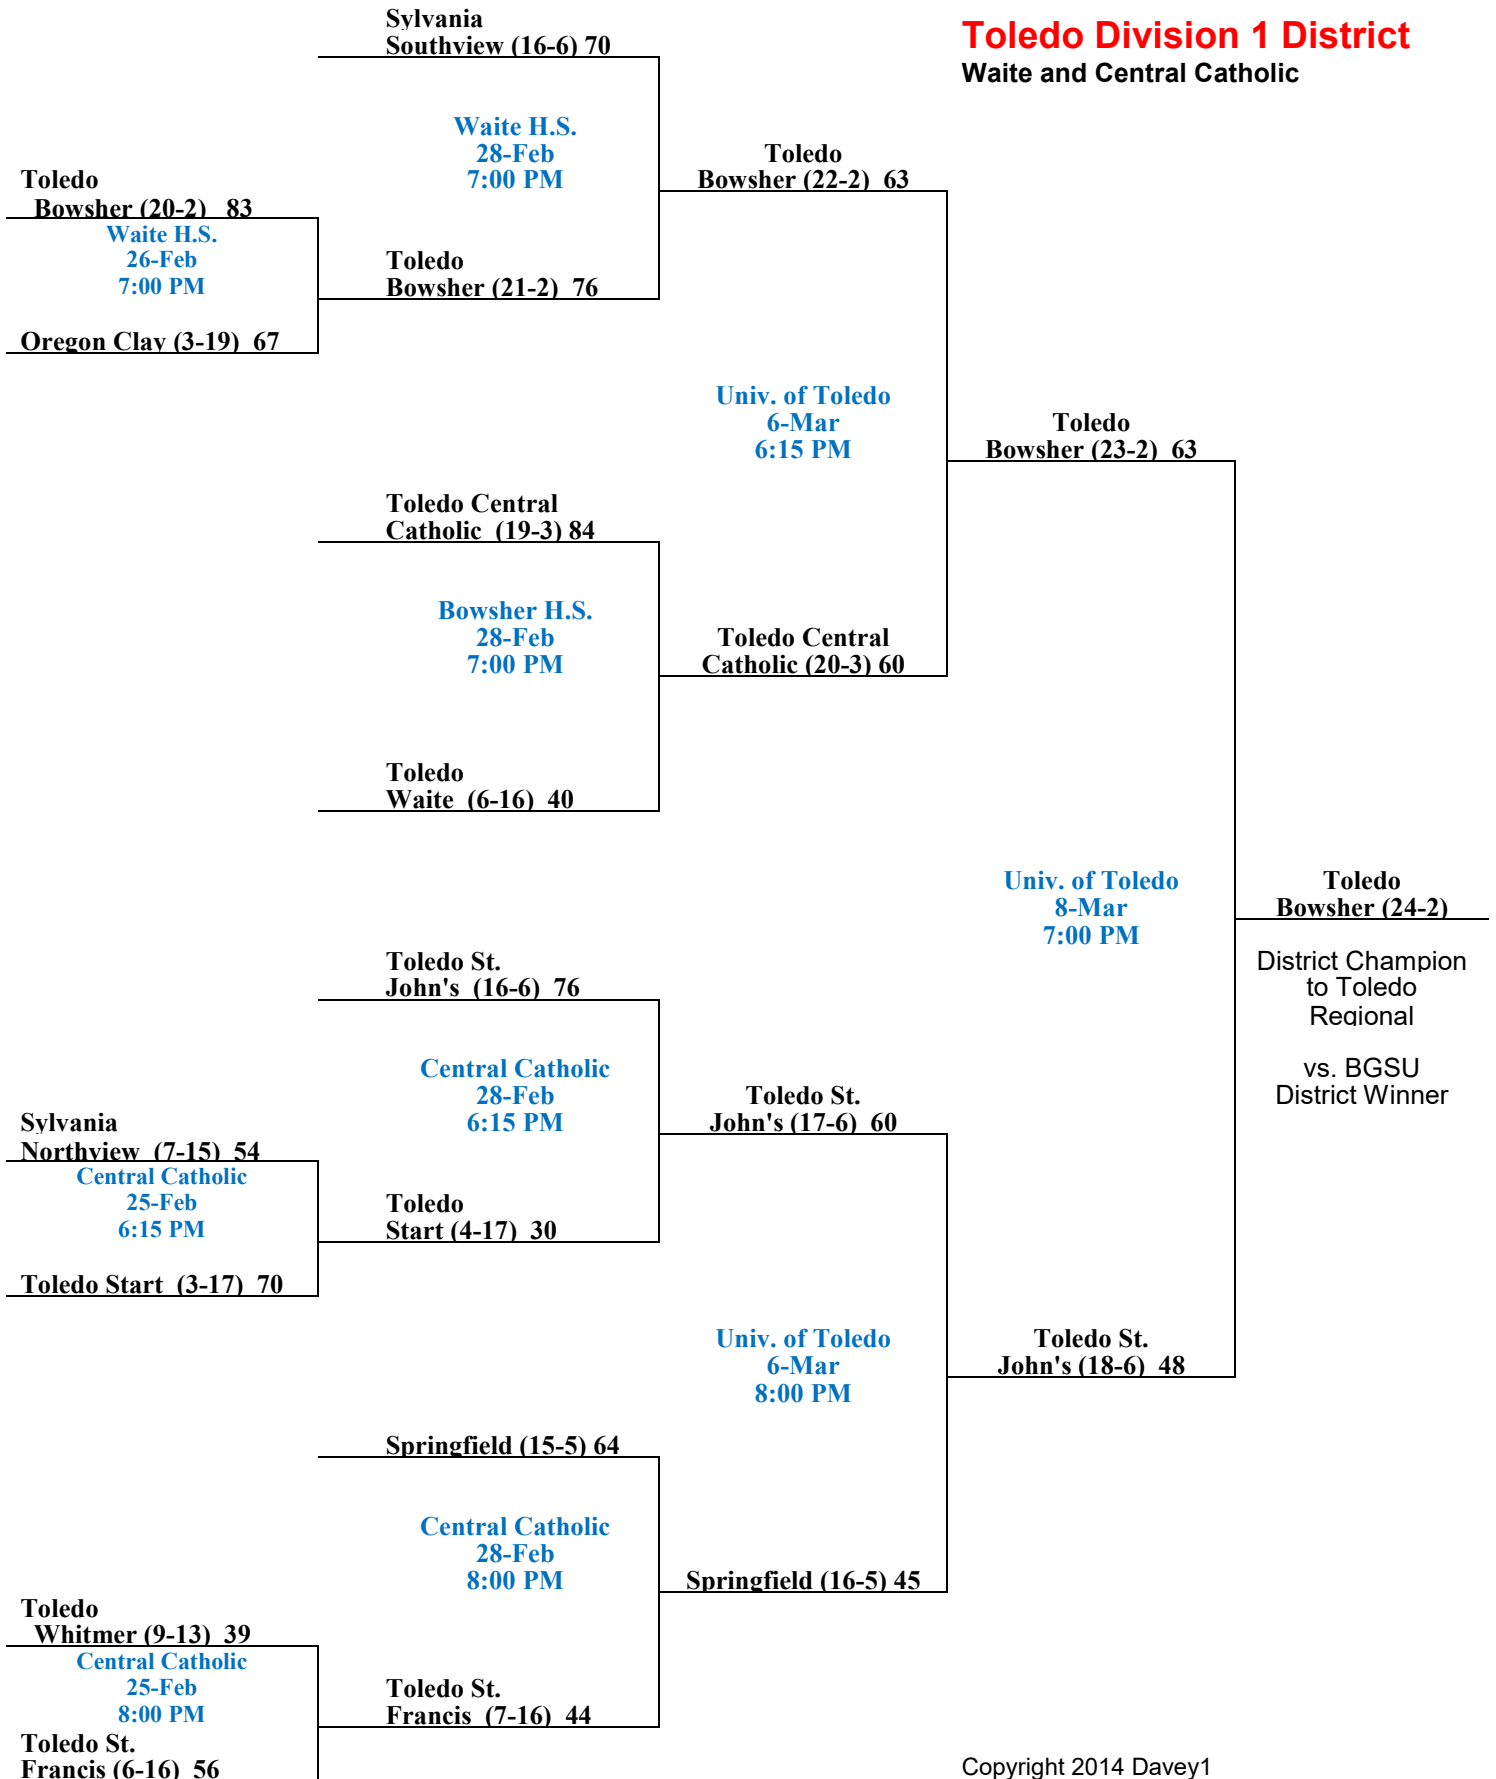 Toledo Division 1 District
Waite and Central Catholic
Sylvania
Southview (16-6) 70
Waite H.S.
28-Feb
7:00 PM
Toledo
Bowsher (22-2) 63
Toledo
Bowsher (20-2) 83
Waite H.S.
26-Feb
7:00 PM
Toledo
Bowsher (21-2) 76
Oregon Clay (3-19) 67
Univ. of Toledo
6-Mar
6:15 PM
Toledo
Bowsher (23-2) 63
Toledo Central
Catholic (19-3) 84
Bowsher H.S.
28-Feb
7:00 PM
Toledo Central
Catholic (20-3) 60
Toledo
Waite (6-16) 40
Univ. of Toledo
8-Mar
7:00 PM
Toledo
Bowsher (24-2)
District Champion
to Toledo
Regional
vs. BGSU
District Winner
Toledo St.
John's (16-6) 76
Central Catholic
28-Feb
6:15 PM
Toledo St.
John's (17-6) 60
Sylvania
Northview (7-15) 54
Central Catholic
25-Feb
6:15 PM
Toledo
Start (4-17) 30
Toledo Start (3-17) 70
Univ. of Toledo
6-Mar
8:00 PM
Toledo St.
John's (18-6) 48
Springfield (15-5) 64
Central Catholic
28-Feb
8:00 PM
Springfield (16-5) 45
Toledo
Whitmer (9-13) 39
Central Catholic
25-Feb
8:00 PM
Toledo St.
Francis (7-16) 44
Toledo St.
Francis (6-16) 56
Copyright 2014 Davey1